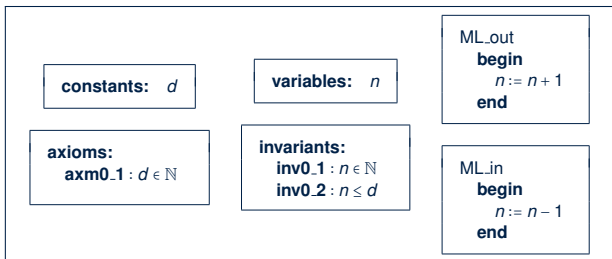 constants: d
axioms:
axm0_1 : d ∈ ℕ
variables: n
invariants:
inv0_1 : n ∈ ℕ
inv0_2 : n ≤ d
ML_out
begin
n := n + 1
end
ML_in
begin
n := n − 1
end